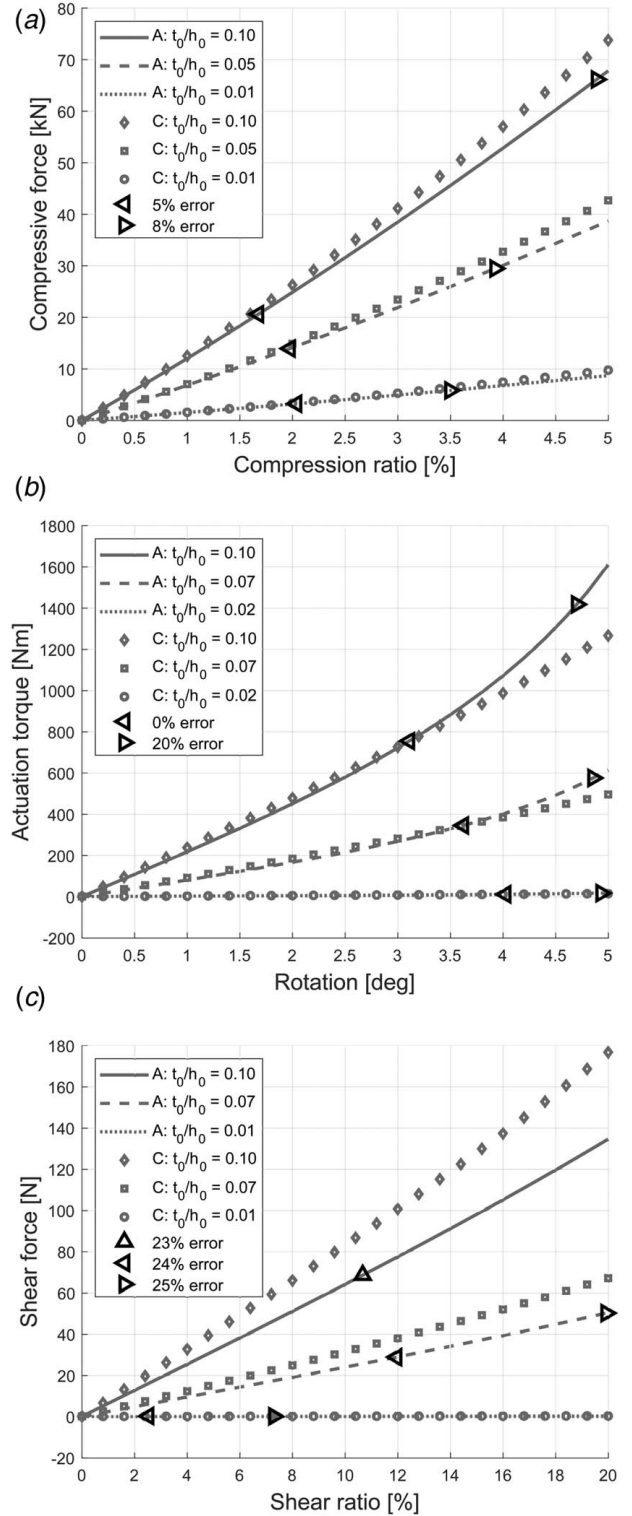 (a)
80
70
60
50
40
30
20
10
0
Compressive force [kN]
A: t0/h0 = 0.10
A: t0/h0 = 0.05
A: t0/h0 = 0.01
C: t0/h0 = 0.10
C: t0/h0 = 0.05
C: t0/h0 = 0.01
5% error
8% error
0 0.5 1 1.5 2 2.5 3 3.5 4 4.5 5
Compression ratio [%]
(b)
1800
1600
1400
1200
1000
800
600
400
200
0
-200
Actuation torque [Nm]
A: t0/h0 = 0.10
A: t0/h0 = 0.07
A: t0/h0 = 0.02
C: t0/h0 = 0.10
C: t0/h0 = 0.07
C: t0/h0 = 0.02
0% error
20% error
0 0.5 1 1.5 2 2.5 3 3.5 4 4.5 5
Rotation [deg]
(c)
180
160
140
120
100
80
60
40
20
0
-20
Shear force [N]
A: t0/h0 = 0.10
A: t0/h0 = 0.07
A: t0/h0 = 0.01
C: t0/h0 = 0.10
C: t0/h0 = 0.07
C: t0/h0 = 0.01
23% error
24% error
25% error
0 2 4 6 8 10 12 14 16 18 20
Shear ratio [%]